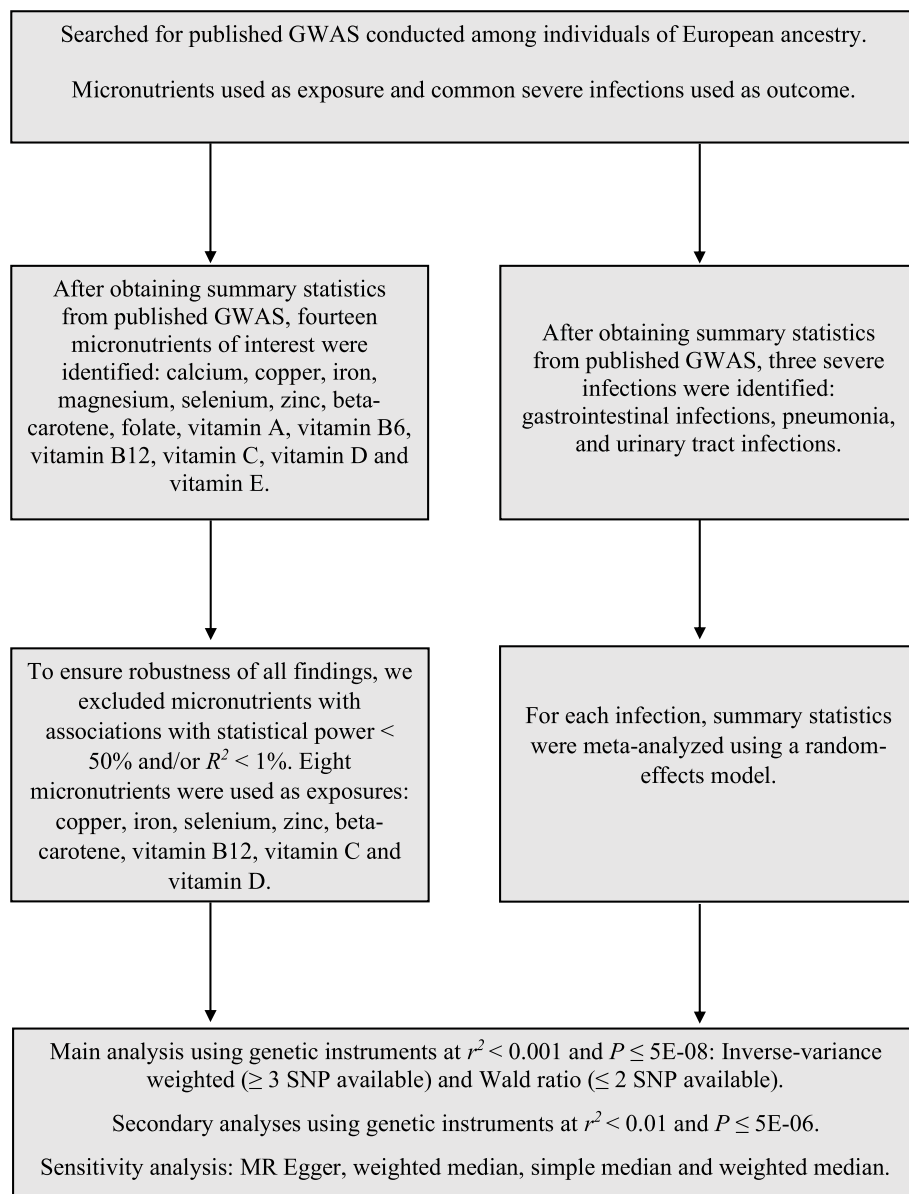 Searched for published GWAS conducted among individuals of European ancestry.
Micronutrients used as exposure and common severe infections used as outcome.
After obtaining summary statistics
from published GWAS, fourteen
micronutrients of interest were
identified: calcium, copper, iron,
magnesium, selenium, zinc, beta-
carotene, folate, vitamin A, vitamin B6,
vitamin B12, vitamin C, vitamin D and
vitamin E.
After obtaining summary statistics
from published GWAS, three severe
infections were identified:
gastrointestinal infections, pneumonia,
and urinary tract infections.
To ensure robustness of all findings, we
excluded micronutrients with
associations with statistical power <
50% and/or R² < 1%. Eight
micronutrients were used as exposures:
copper, iron, selenium, zinc, beta-
carotene, vitamin B12, vitamin C and
vitamin D.
For each infection, summary statistics
were meta-analyzed using a random-
effects model.
Main analysis using genetic instruments at r² < 0.001 and P ≤ 5E-08: Inverse-variance
weighted (≥ 3 SNP available) and Wald ratio (≤ 2 SNP available).
Secondary analyses using genetic instruments at r² < 0.01 and P ≤ 5E-06.
Sensitivity analysis: MR Egger, weighted median, simple median and weighted median.